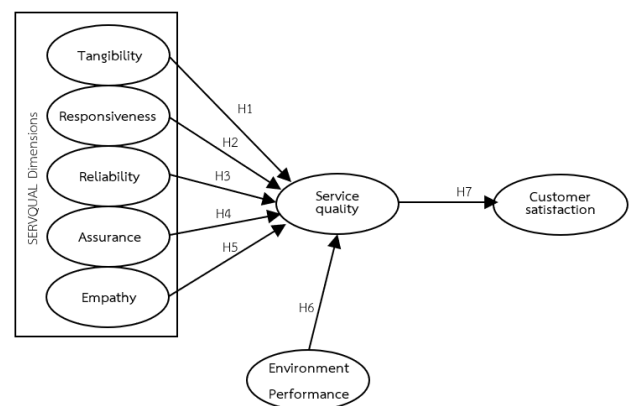 SERVQUAL Dimensions
Tangibility
Responsiveness
Reliability
Assurance
Empathy
H1
H2
H3
H4
H5
Service
quality
H7
Customer
satistaction
H6
Environment
Performance